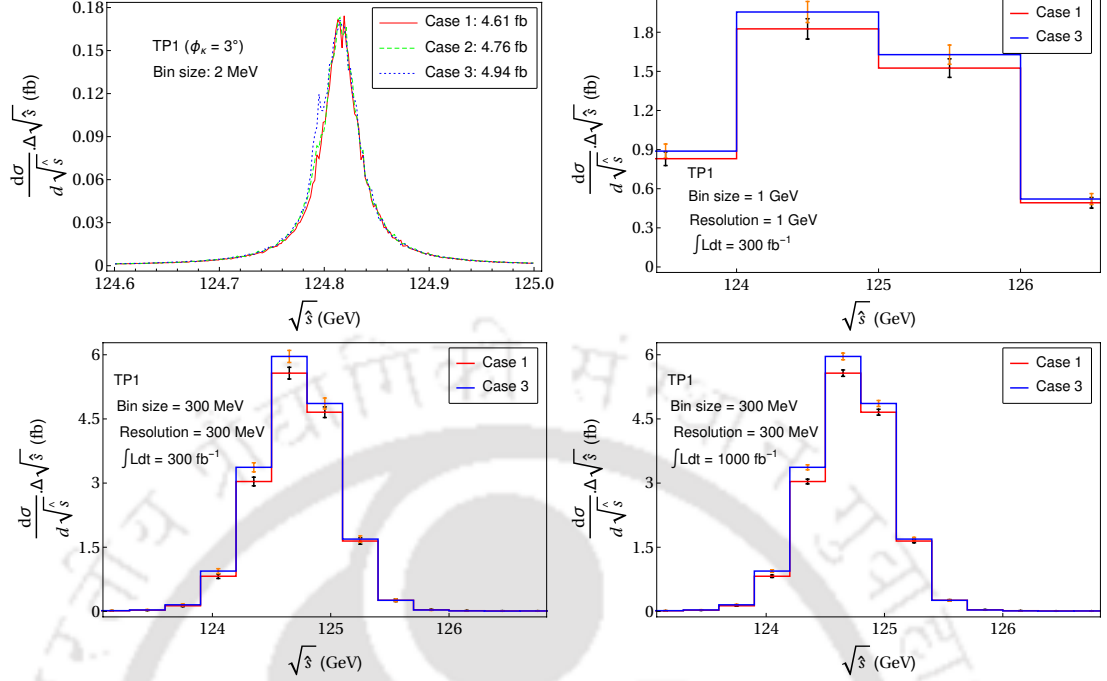 0.18
0.15
0.12
0.09
0.06
0.03
0
TP1 (ϕκ = 3°)
Bin size: 2 MeV
Case 1: 4.61 fb
Case 2: 4.76 fb
Case 3: 4.94 fb
dσ/d√ŝ .Δ√ŝ (fb)
124.6 124.7 124.8 124.9 125.0
√ŝ (GeV)
1.8
1.5
1.2
0.9
0.6
0.3
0
Case 1
Case 3
TP1
Bin size = 1 GeV
Resolution = 1 GeV
∫Ldt = 300 fb⁻¹
dσ/d√ŝ .Δ√ŝ (fb)
124 125 126
√ŝ (GeV)
6
4.5
3
1.5
0
TP1
Bin size = 300 MeV
Resolution = 300 MeV
∫Ldt = 300 fb⁻¹
Case 1
Case 3
dσ/d√ŝ .Δ√ŝ (fb)
124 125 126
√ŝ (GeV)
6
4.5
3
1.5
0
TP1
Bin size = 300 MeV
Resolution = 300 MeV
∫Ldt = 1000 fb⁻¹
Case 1
Case 3
dσ/d√ŝ .Δ√ŝ (fb)
124 125 126
√ŝ (GeV)